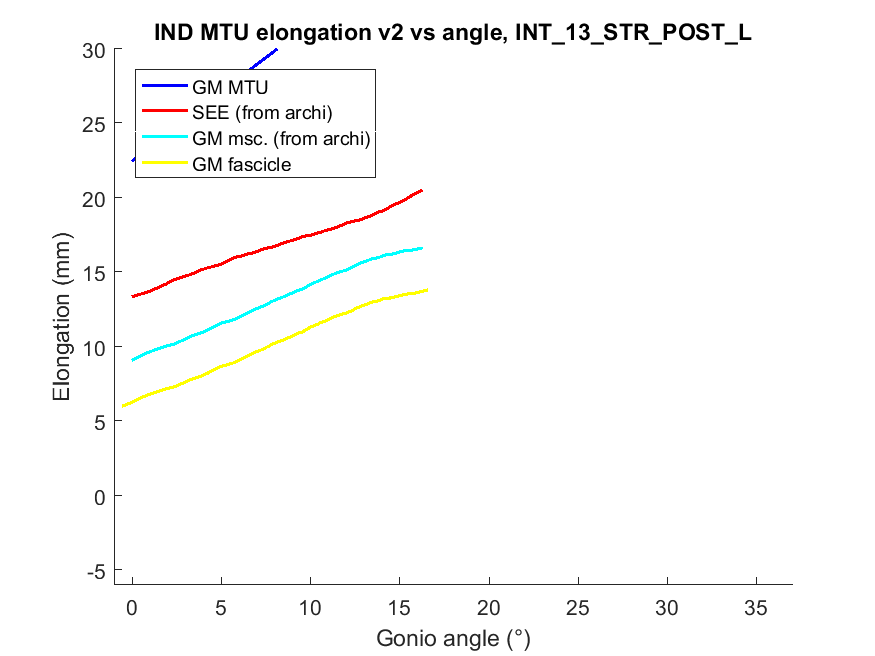 IND MTU elongation v2 vs angle, INT_13_STR_POST_L
GM MTU
SEE (from archi)
GM msc. (from archi)
GM fascicle
Elongation (mm)
30
25
20
15
10
5
0
-5
0 5 10 15 20 25 30 35
Gonio angle (°)